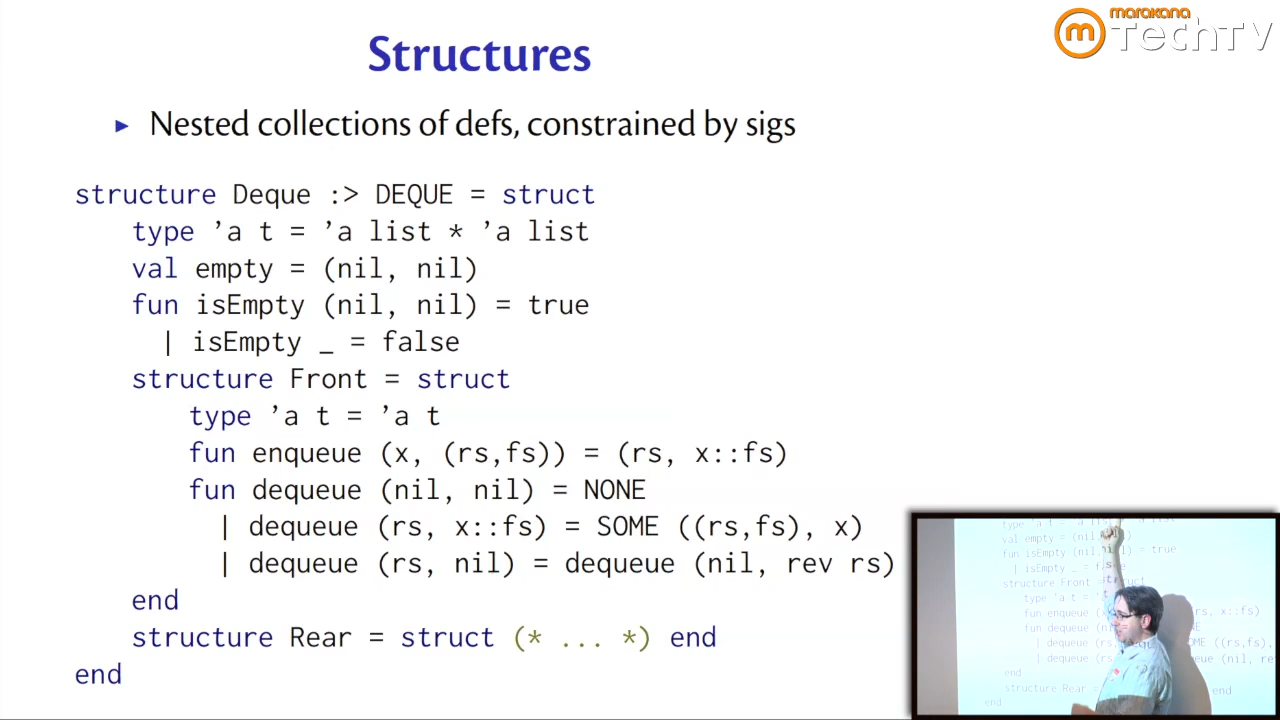 marakana
TechTV
Structures
▸ Nested collections of defs, constrained by sigs
structure Deque :> DEQUE = struct
type 'a t = 'a list * 'a list
val empty = (nil, nil)
fun isEmpty (nil, nil) = true
| isEmpty _ = false
structure Front = struct
type 'a t = 'a t
fun enqueue (x, (rs,fs)) = (rs, x::fs)
fun dequeue (nil, nil) = NONE
| dequeue (rs, x::fs) = SOME ((rs,fs), x)
| dequeue (rs, nil) = dequeue (nil, rev rs)
end
structure Rear = struct (* ... *) end
end